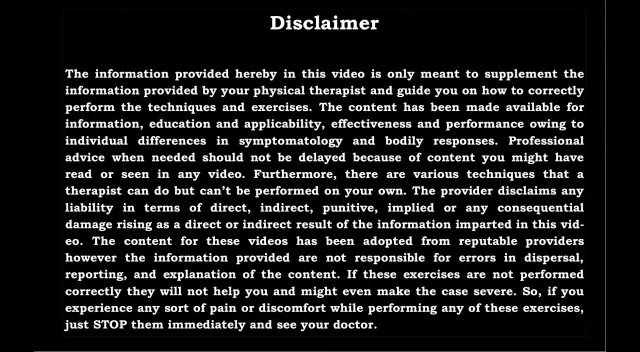 Disclaimer
The information provided hereby in this video is only meant to supplement the
information provided by your physical therapist and guide you on how to correctly
perform the techniques and exercises. The content has been made available for
information, education and applicability, effectiveness and performance owing to
individual differences in symptomatology and bodily responses. Professional
advice when needed should not be delayed because of content you might have
read or seen in any video. Furthermore, there are various techniques that a
therapist can do but can't be performed on your own. The provider disclaims any
liability in terms of direct, indirect, punitive, implied or any consequential
damage rising as a direct or indirect result of the information imparted in this vid-
eo. The content for these videos has been adopted from reputable providers
however the information provided are not responsible for errors in dispersal,
reporting, and explanation of the content. If these exercises are not performed
correctly they will not help you and might even make the case severe. So, if you
experience any sort of pain or discomfort while performing any of these exercises,
just STOP them immediately and see your doctor.